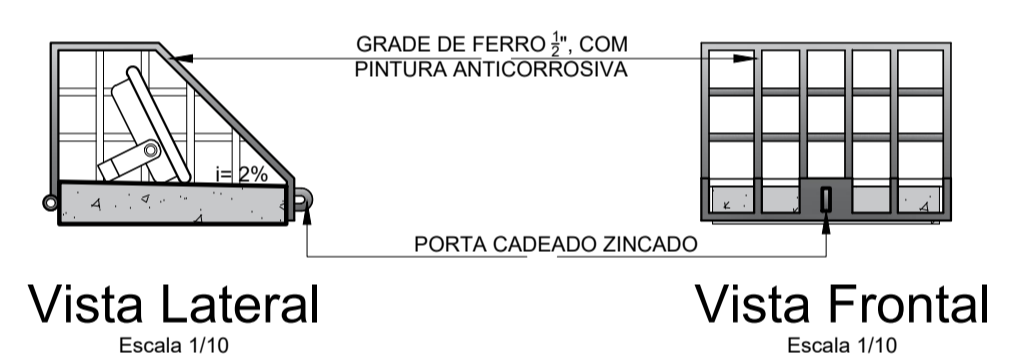 GRADE DE FERRO ½", COM
PINTURA ANTICORROSIVA
i= 2%
PORTA CADEADO ZINCADO
Vista Lateral
Escala 1/10
Vista Frontal
Escala 1/10